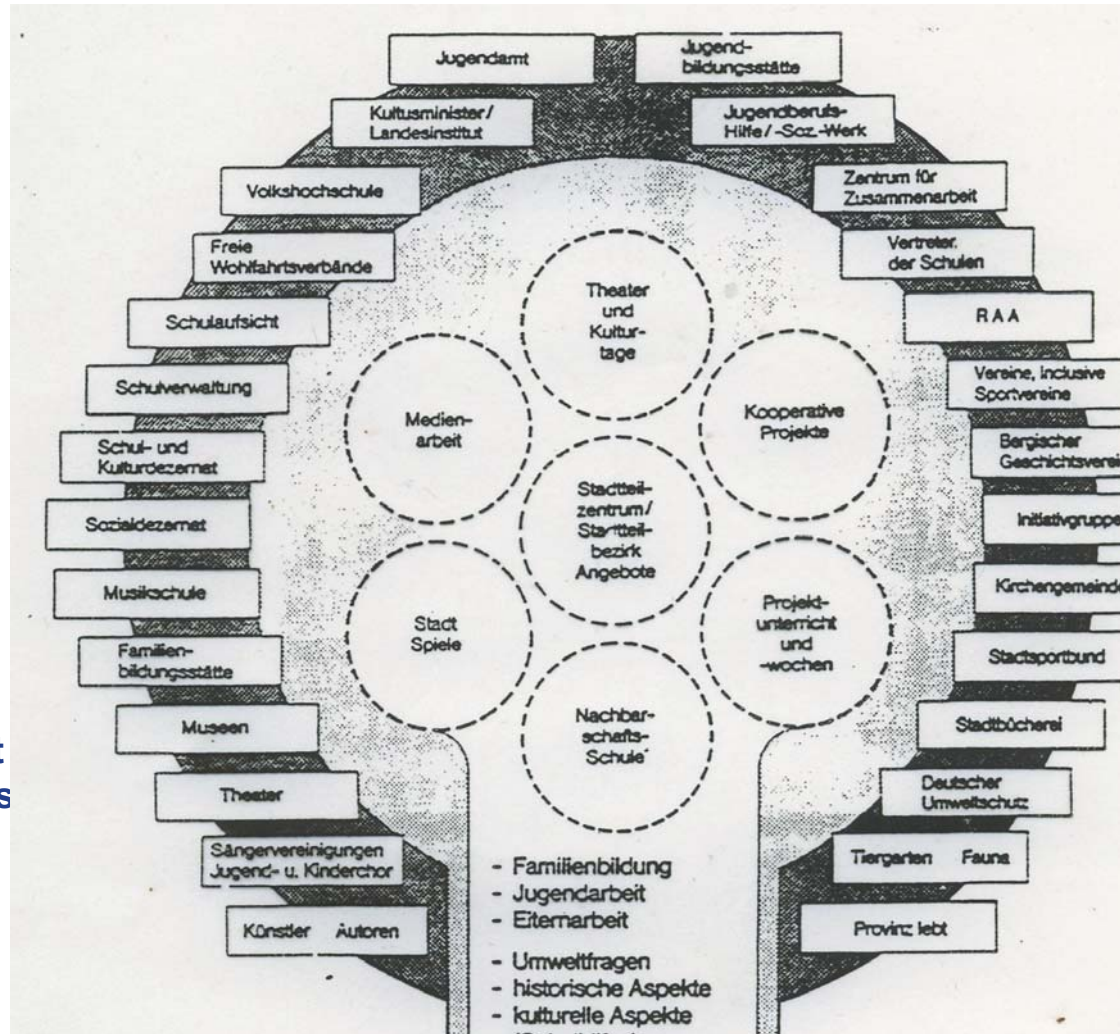 Jugendamt
Jugend-
bildungsstätte
Kultusminister/
Landesinstitut
Jugendberufs-
Hilfe/-Soz.-Werk
Volkshochschule
Zentrum für
Zusammenarbeit
Freie
Wohlfahrtsverbände
Vertreter.
der Schulen
Schulaufsicht
R A A
Schulverwaltung
Vereine, Inclusive
Sportvereine
Schul- und
Kulturdezernat
Bergischer
Geschichtsverein
Sozialdezernat
Initiativgruppe
Musikschule
Kirchengemeinde
Familien-
bildungsstätte
Stadtsportbund
Museen
Stadtbücherei
Theater
Deutscher
Umweltschutz
Sängervereinigungen
Jugend- u. Kinderchor
Tiergarten Fauna
Künstler Autoren
Provinz lebt
Theater
und
Kultur-
tage
Medien-
arbeit
Kooperative
Projekte
Stadtteil-
zentrum/
Stadtteil-
bezirk
Angebote
Stadt
Spiele
Projekt-
unterricht
und
-wochen
Nachbar-
schafts-
Schule
- Familienbildung
- Jugendarbeit
- Elternarbeit
- Umweltfragen
- historische Aspekte
- kulturelle Aspekte